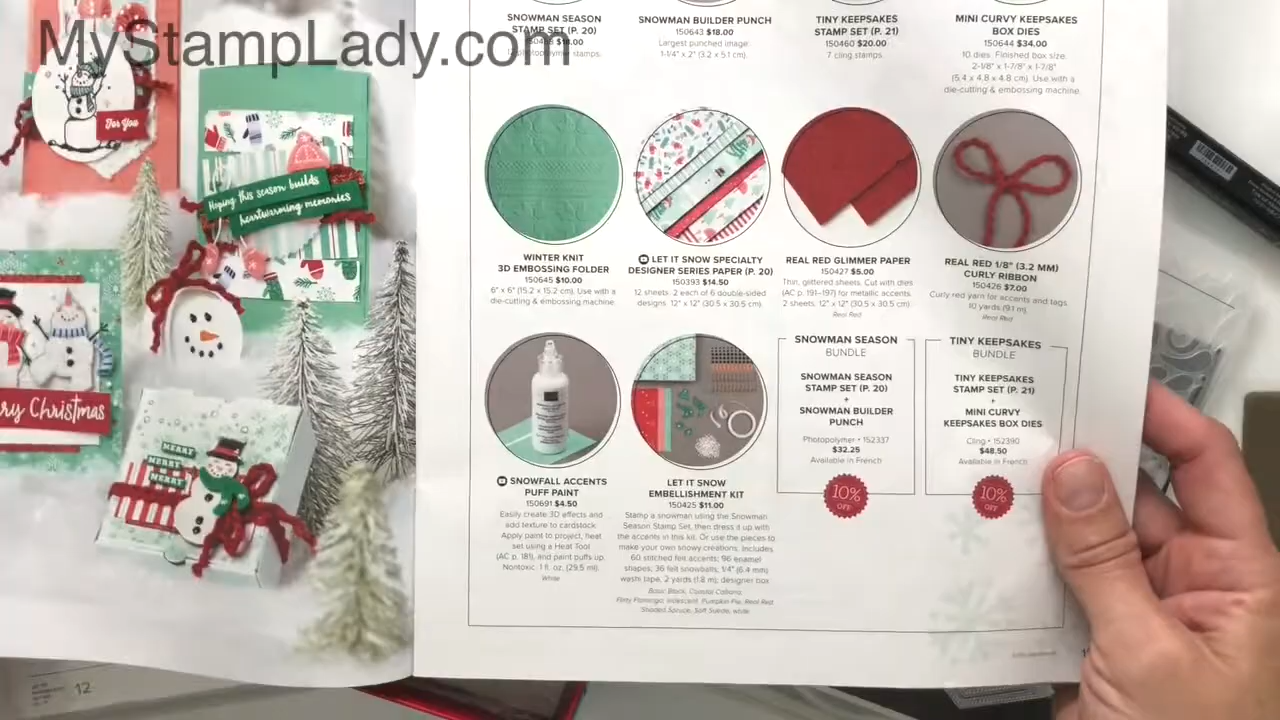 MyStampLady.com
For You
Hoping this season builds
heartwarming memories
ry Christmas
MERRY
MERRY
MERRY
SNOWMAN SEASON
STAMP SET (P. 20)
$18.00
stamps.
SNOWMAN BUILDER PUNCH
150643 $18.00
Largest punched image:
1-1/4" x 2" (3.2 x 5.1 cm).
TINY KEEPSAKES
STAMP SET (P. 21)
150460 $20.00
7 cling stamps.
MINI CURVY KEEPSAKES
BOX DIES
150644 $34.00
10 dies. Finished box size:
2-1/8" x 1-7/8" x 1-7/8"
(5.4 x 4.8 x 4.8 cm). Use with a
die-cutting & embossing machine.
WINTER KNIT
3D EMBOSSING FOLDER
150645 $10.00
6" x 6" (15.2 x 15.2 cm). Use with a
die-cutting & embossing machine.
LET IT SNOW SPECIALTY
DESIGNER SERIES PAPER (P. 20)
150393 $14.50
12 sheets: 2 each of 6 double-sided
designs. 12" x 12" (30.5 x 30.5 cm).
REAL RED GLIMMER PAPER
150427 $5.00
Thin, glittered sheets. Cut with dies
(AC p. 191–197) for metallic accents.
2 sheets. 12" x 12" (30.5 x 30.5 cm).
Real Red
REAL RED 1/8" (3.2 MM)
CURLY RIBBON
150426 $7.00
Curly red yarn for accents and tags.
10 yards (9.1 m).
Real Red
SNOWFALL ACCENTS
PUFF PAINT
150691 $4.50
Easily create 3D effects and
add texture to cardstock.
Apply paint to project, heat
set using a Heat Tool
(AC p. 181), and paint puffs up.
Nontoxic. 1 fl. oz. (29.5 ml).
White
LET IT SNOW
EMBELLISHMENT KIT
150425 $11.00
Stamp a snowman using the Snowman
Season Stamp Set, then dress it up with
the accents in this kit. Or use the pieces to
make your own snowy creations. Includes
60 stitched felt accents; 96 enamel
shapes; 36 felt snowballs; 1/4" (6.4 mm)
washi tape, 2 yards (1.8 m); designer box
Basic Black, Coastal Cabana,
Flirty Flamingo, iridescent, Pumpkin Pie, Real Red,
Shaded Spruce, Soft Suede, white
SNOWMAN SEASON
BUNDLE
SNOWMAN SEASON
STAMP SET (P. 20)
+
SNOWMAN BUILDER
PUNCH
Photopolymer • 152337
$32.25
Available in French
10%
OFF
TINY KEEPSAKES
BUNDLE
TINY KEEPSAKES
STAMP SET (P. 21)
+
MINI CURVY
KEEPSAKES BOX DIES
Cling • 152390
$48.50
Available in French
10%
OFF
12